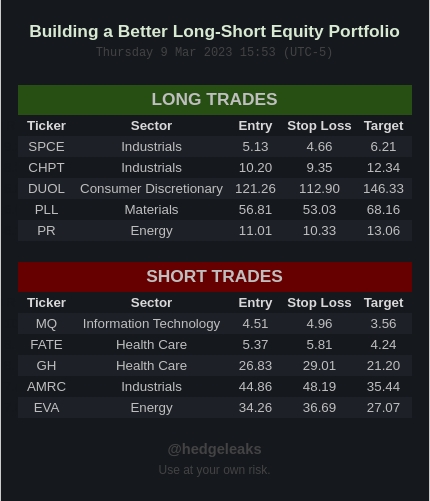 Building a Better Long-Short Equity Portfolio
Thursday 9 Mar 2023 15:53 (UTC-5)
LONG TRADES
Ticker Sector Entry Stop Loss Target
SPCE Industrials 5.13 4.66 6.21
CHPT Industrials 10.20 9.35 12.34
DUOL Consumer Discretionary 121.26 112.90 146.33
PLL Materials 56.81 53.03 68.16
PR Energy 11.01 10.33 13.06
SHORT TRADES
Ticker Sector Entry Stop Loss Target
MQ Information Technology 4.51 4.96 3.56
FATE Health Care 5.37 5.81 4.24
GH Health Care 26.83 29.01 21.20
AMRC Industrials 44.86 48.19 35.44
EVA Energy 34.26 36.69 27.07
@hedgeleaks
Use at your own risk.